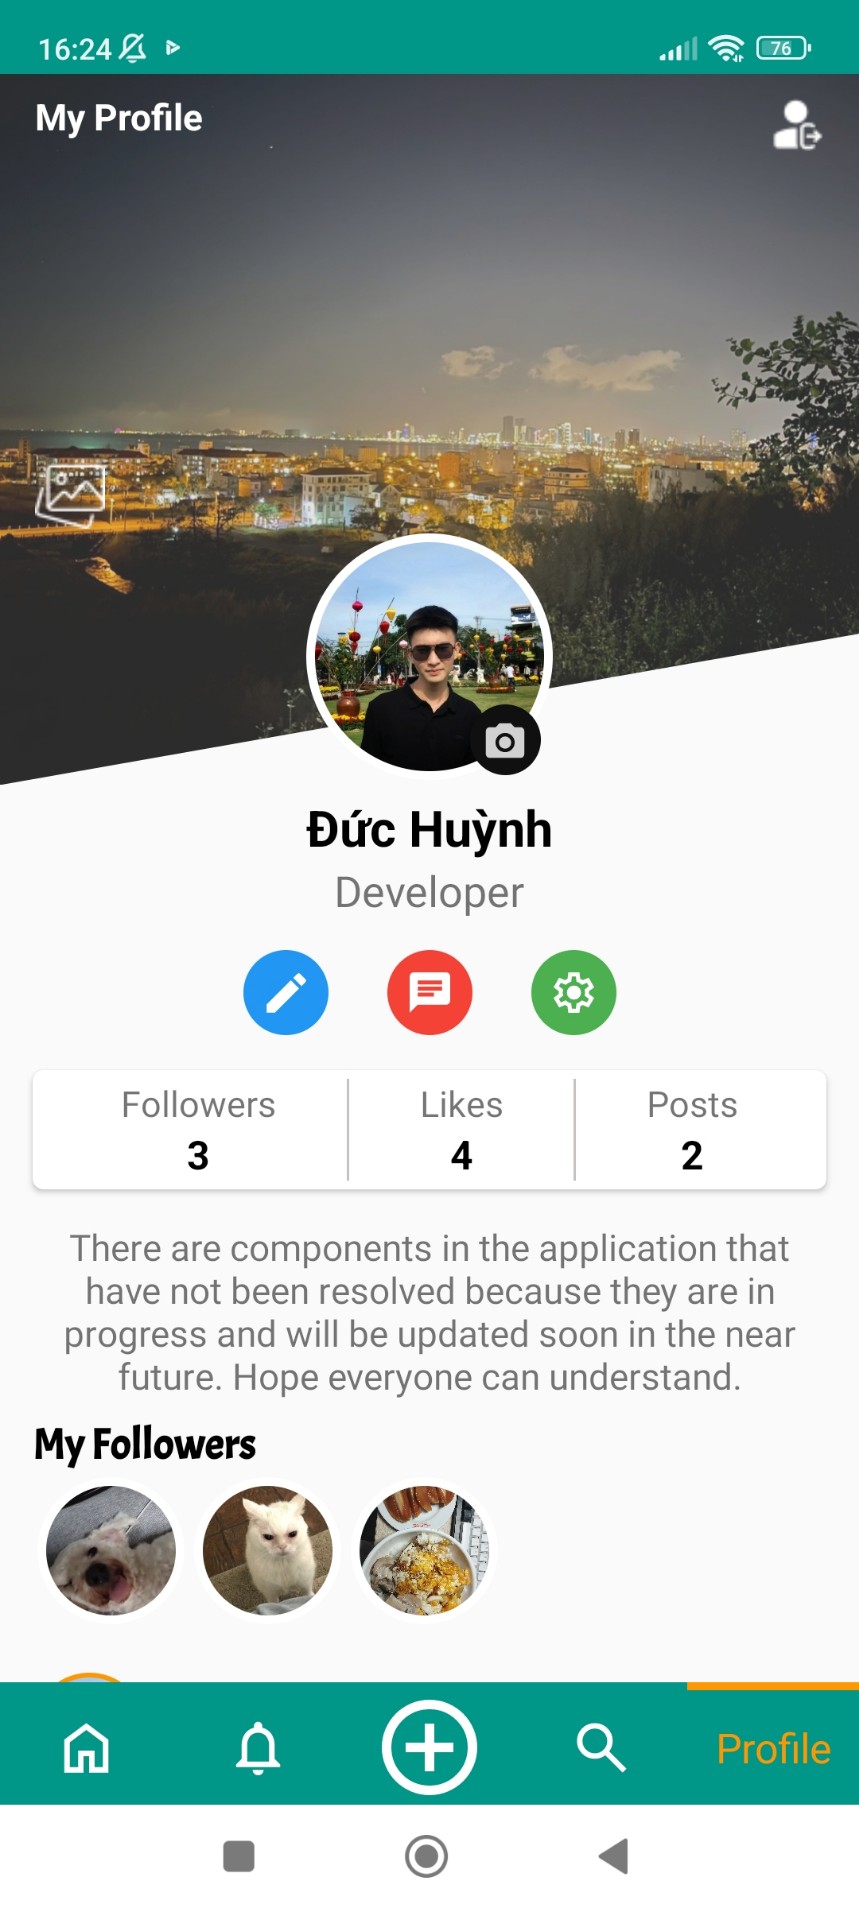 16:24
76
My Profile
Đức Huỳnh
Developer
Followers
3
Likes
4
Posts
2
There are components in the application that
have not been resolved because they are in
progress and will be updated soon in the near
future. Hope everyone can understand.
My Followers
Profile